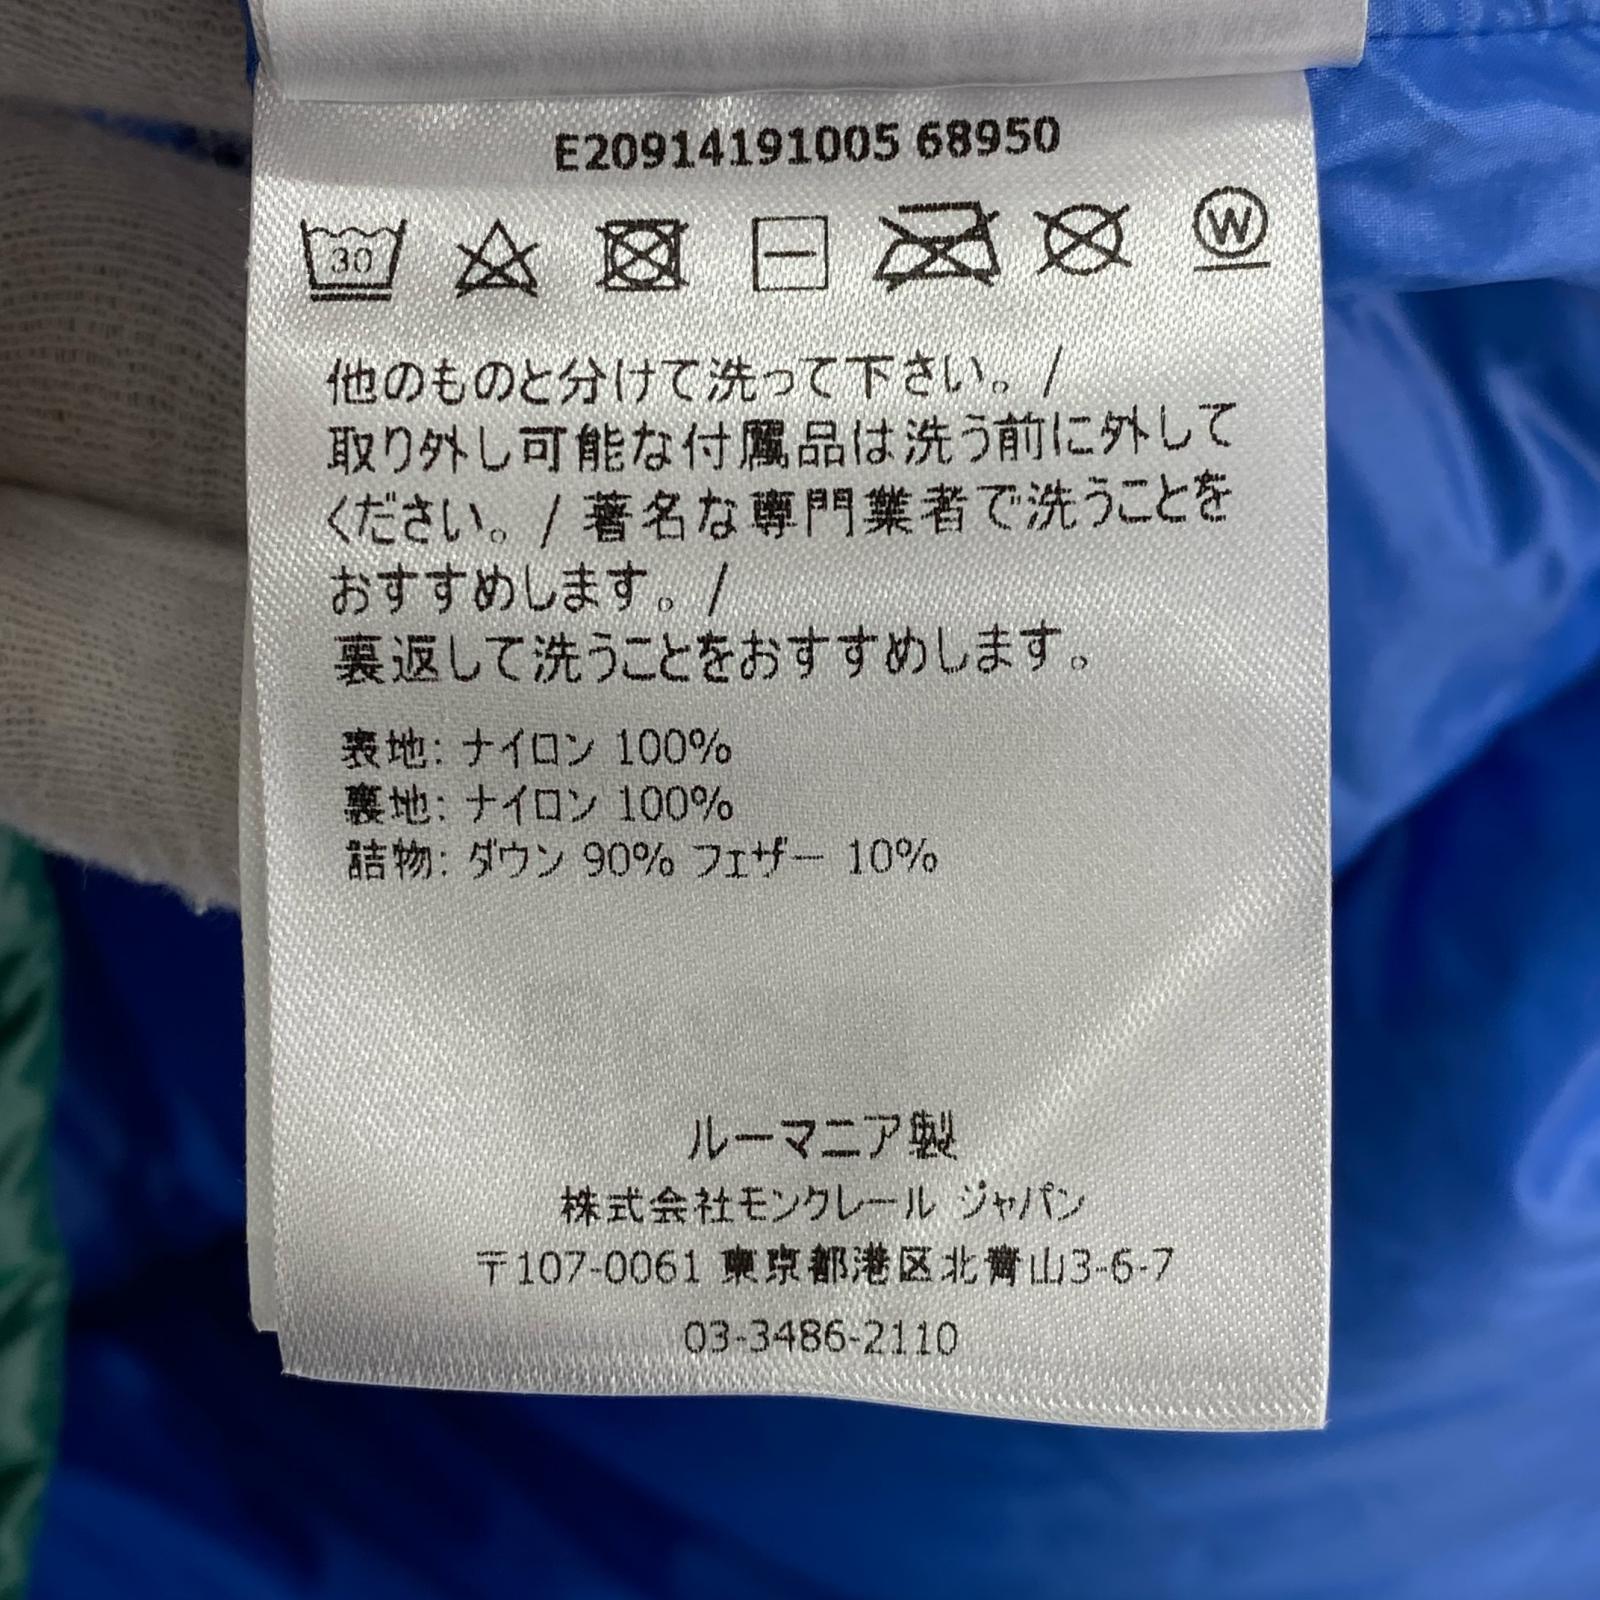 E20914191005 68950
30
W
他のものと分けて洗って下さい。/
取り外し可能な付属品は洗う前に外して
ください。/ 著名な専門業者で洗うことを
おすすめします。/
裏返して洗うことをおすすめします。
表地: ナイロン 100%
裏地: ナイロン 100%
詰物: ダウン 90% フェザー 10%
ルーマニア製
株式会社モンクレール ジャパン
〒107-0061 東京都港区北青山3-6-7
03-3486-2110